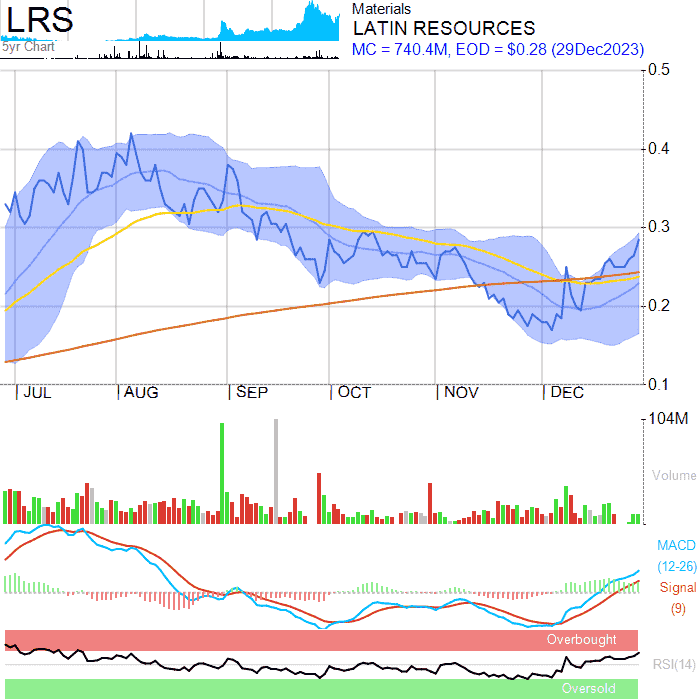 LRS
5yr Chart
Materials
LATIN RESOURCES
MC = 740.4M, EOD = $0.28 (29Dec2023)
0.5
0.4
0.3
0.2
0.1
JUL AUG SEP OCT NOV DEC
104M
Volume
MACD
(12-26)
Signal
(9)
Overbought
RSI(14)
Oversold